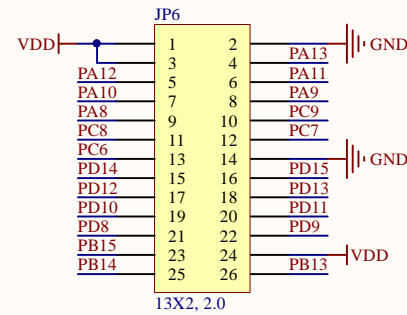 JP6
VDD 1 2 GND
3 4 PA13
PA12 5 6 PA11
PA10 7 8 PA9
PA8 9 10 PC9
PC8 11 12 PC7
PC6 13 14 GND
PD14 15 16 PD15
PD12 17 18 PD13
PD10 19 20 PD11
PD8 21 22 PD9
PB15 23 24 VDD
PB14 25 26 PB13
13X2, 2.0